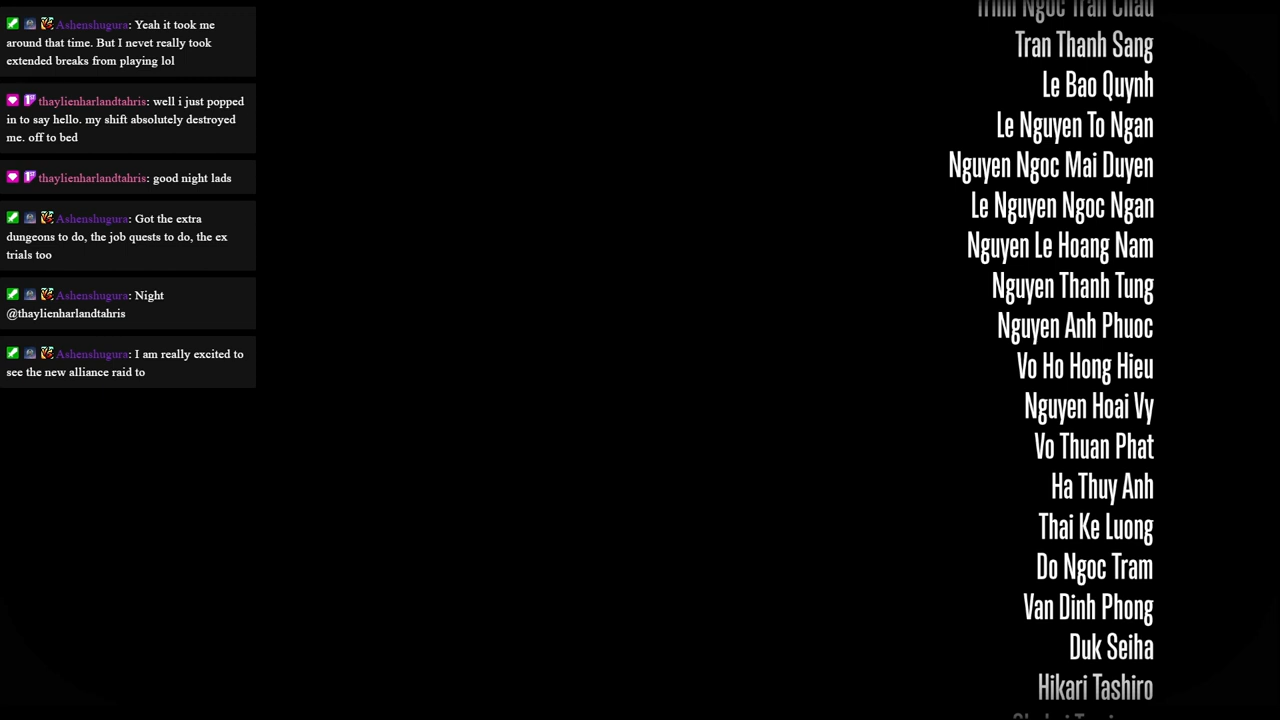 Ashenshugura: Yeah it took me
around that time. But I nevet really took
extended breaks from playing lol
thaylienharlandtahris: well i just popped
in to say hello. my shift absolutely destroyed
me. off to bed
thaylienharlandtahris: good night lads
Ashenshugura: Got the extra
dungeons to do, the job quests to do, the ex
trials too
Ashenshugura: Night
@thaylienharlandtahris
Ashenshugura: I am really excited to
see the new alliance raid to
Trinh Ngoc Tran Chau
Tran Thanh Sang
Le Bao Quynh
Le Nguyen To Ngan
Nguyen Ngoc Mai Duyen
Le Nguyen Ngoc Ngan
Nguyen Le Hoang Nam
Nguyen Thanh Tung
Nguyen Anh Phuoc
Vo Ho Hong Hieu
Nguyen Hoai Vy
Vo Thuan Phat
Ha Thuy Anh
Thai Ke Luong
Do Ngoc Tram
Van Dinh Phong
Duk Seiha
Hikari Tashiro